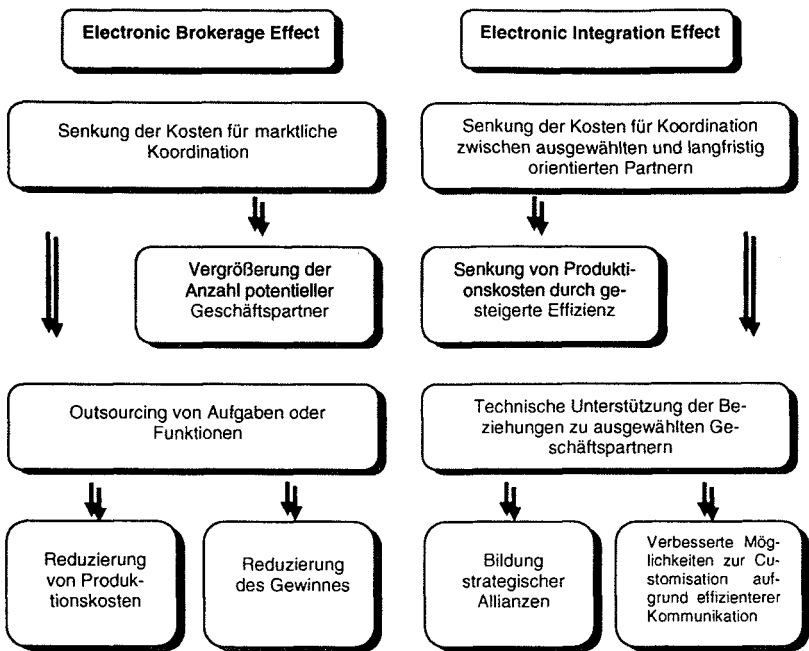 Electronic Brokerage Effect
Electronic Integration Effect
Senkung der Kosten für marktliche
Koordination
Senkung der Kosten für Koordination
zwischen ausgewählten und langfristig
orientierten Partnern
Vergrößerung der
Anzahl potentieller
Geschäftspartner
Senkung von Produkti-
onskosten durch ge-
steigerte Effizienz
Outsourcing von Aufgaben oder
Funktionen
Technische Unterstützung der Be-
ziehungen zu ausgewählten Ge-
schäftspartnern
Reduzierung
von Produk-
tionskosten
Reduzierung
des Gewinnes
Bildung
strategischer
Allianzen
Verbesserte Mög-
lichkeiten zur Cu-
stomisation auf-
grund effizienterer
Kommunikation